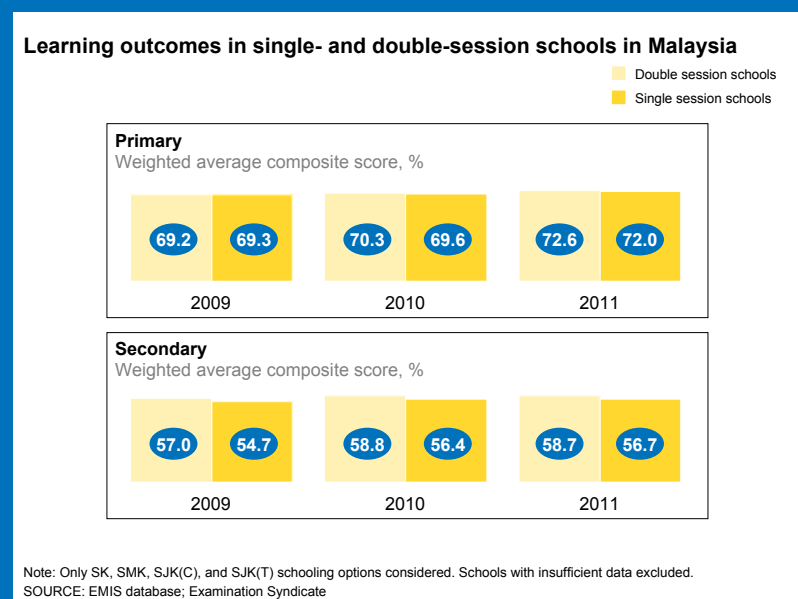 Learning outcomes in single- and double-session schools in Malaysia
Double session schools
Single session schools
Primary
Weighted average composite score, %
69.2 69.3 70.3 69.6 72.6 72.0
2009 2010 2011
Secondary
Weighted average composite score, %
57.0 54.7 58.8 56.4 58.7 56.7
2009 2010 2011
Note: Only SK, SMK, SJK(C), and SJK(T) schooling options considered. Schools with insufficient data excluded.
SOURCE: EMIS database; Examination Syndicate